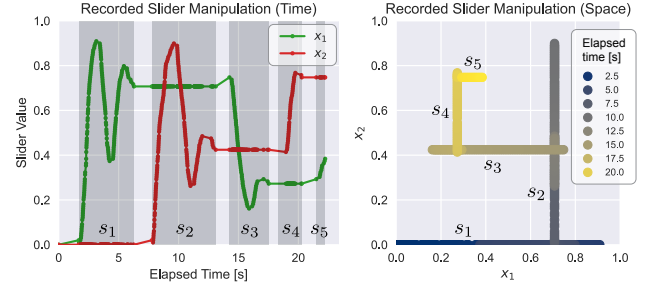 Recorded Slider Manipulation (Time)
x₁
x₂
Slider Value
1.0
0.8
0.6
0.4
0.2
0.0
s₁
s₂
s₃
s₄
s₅
0 5 10 15 20
Elapsed Time [s]
Recorded Slider Manipulation (Space)
x₂
1.0
0.8
0.6
0.4
0.2
0.0
s₅
s₄
s₃
s₂
s₁
0.0 0.2 0.4 0.6 0.8 1.0
x₁
Elapsed
time [s]
2.5
5.0
7.5
10.0
12.5
15.0
17.5
20.0